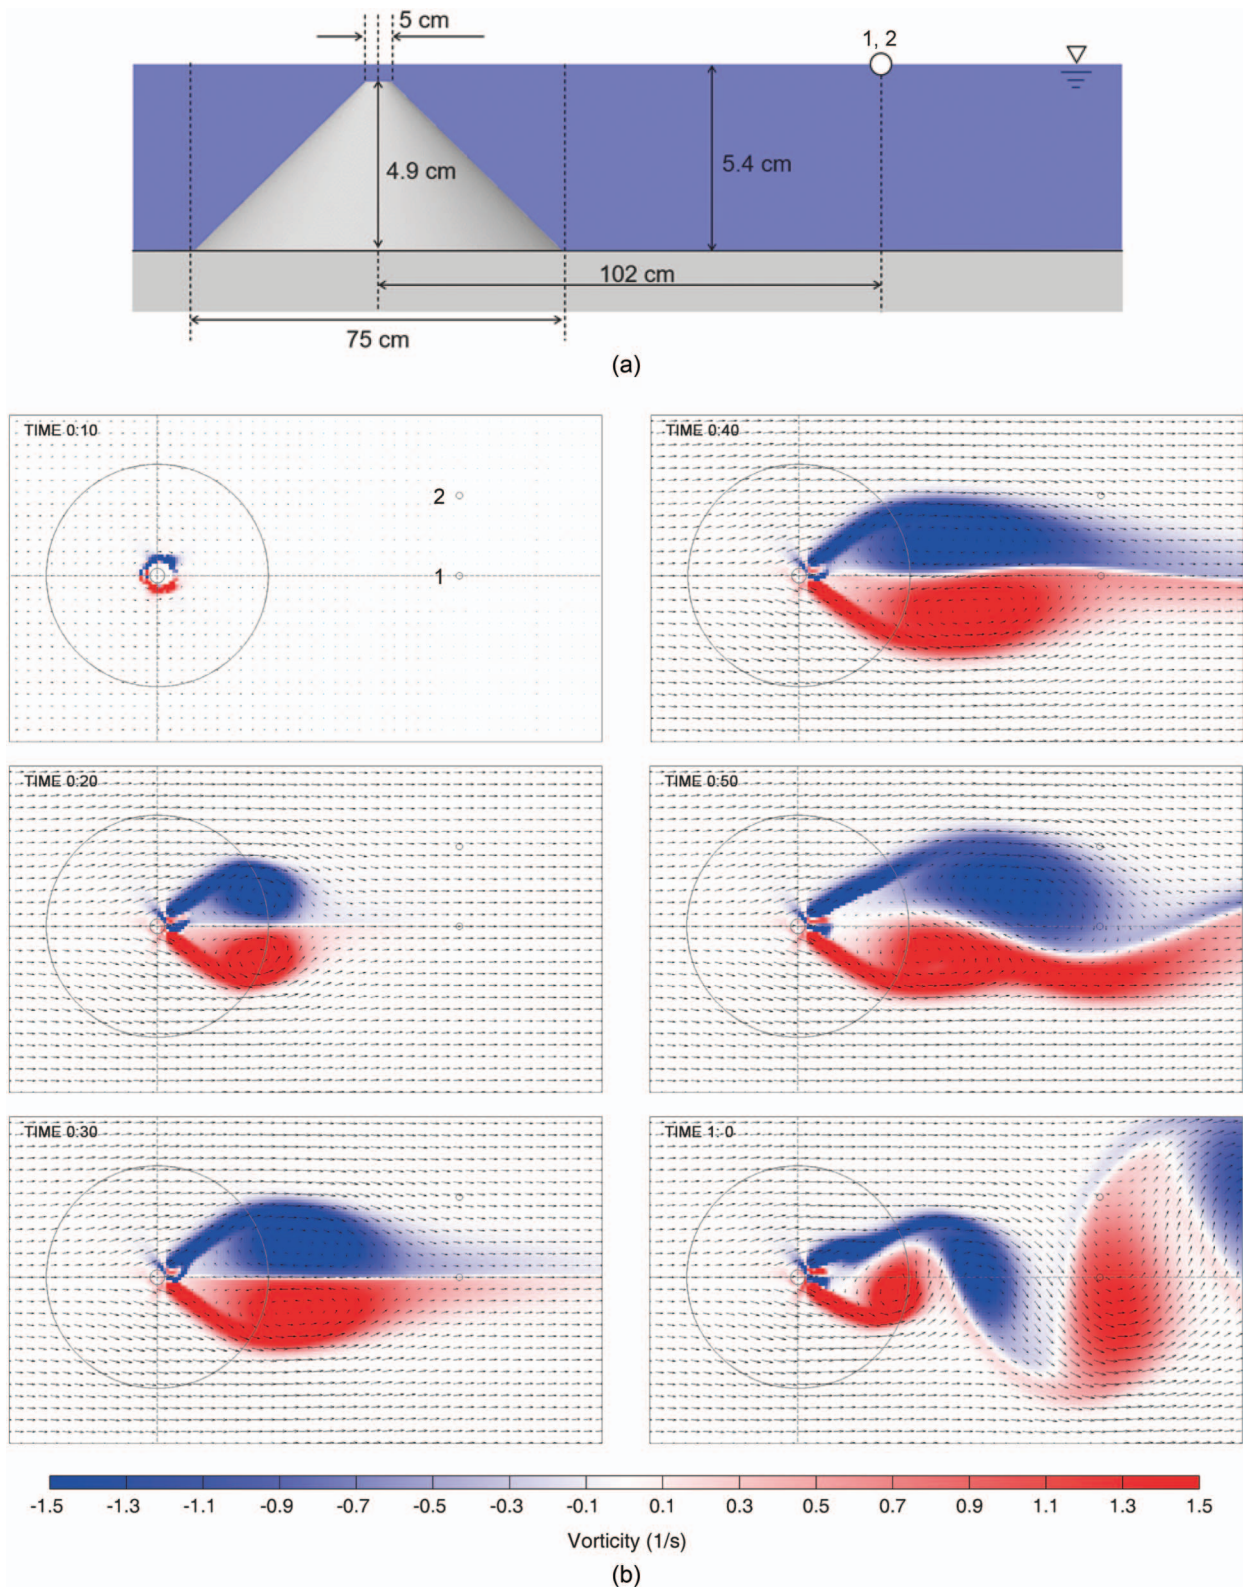 5 cm
1, 2
4.9 cm
5.4 cm
102 cm
75 cm
(a)
TIME 0:10
2
1
TIME 0:40
TIME 0:20
TIME 0:50
TIME 0:30
TIME 1: 0
-1.5 -1.3 -1.1 -0.9 -0.7 -0.5 -0.3 -0.1 0.1 0.3 0.5 0.7 0.9 1.1 1.3 1.5
Vorticity (1/s)
(b)